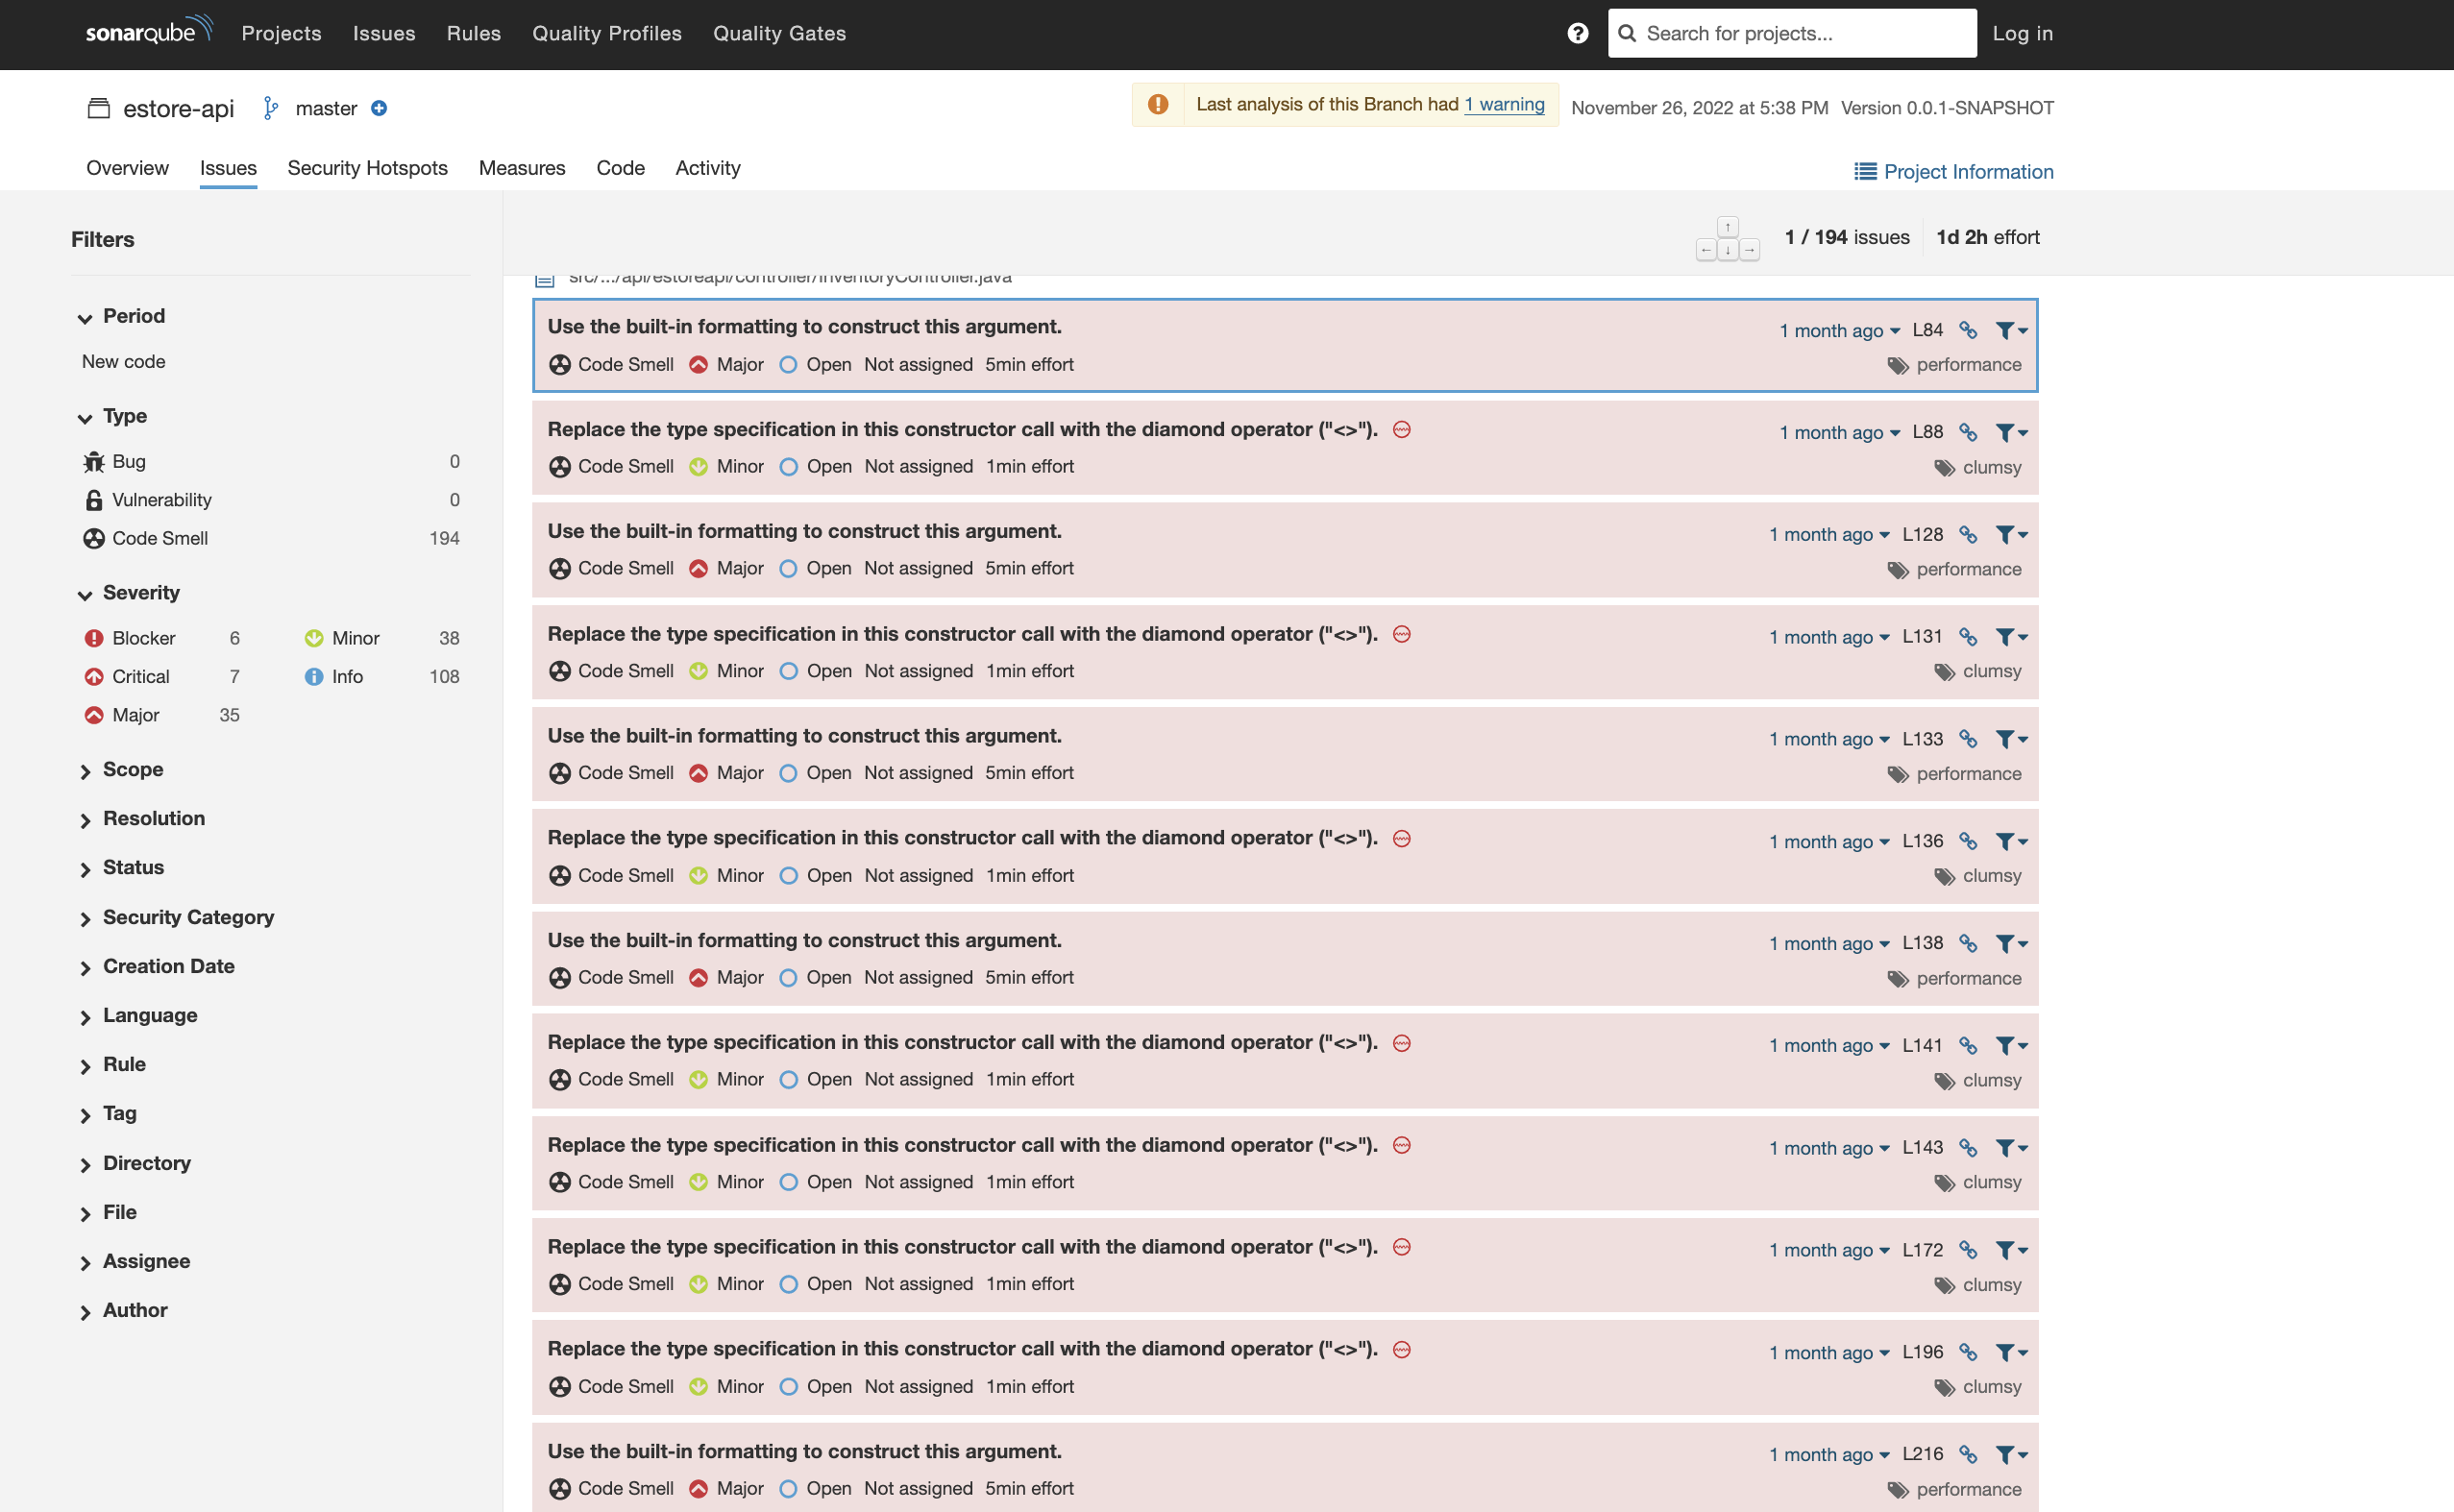 sonarqube Projects Issues Rules Quality Profiles Quality Gates Search for projects... Log in
estore-api master Last analysis of this Branch had 1 warning November 26, 2022 at 5:38 PM Version 0.0.1-SNAPSHOT
Overview Issues Security Hotspots Measures Code Activity Project Information
Filters
Period
New code
Type
Bug 0
Vulnerability 0
Code Smell 194
Severity
Blocker 6 Minor 38
Critical 7 Info 108
Major 35
Scope
Resolution
Status
Security Category
Creation Date
Language
Rule
Tag
Directory
File
Assignee
Author
1 / 194 issues 1d 2h effort
src/.../api/estoreapi/controller/InventoryController.java
Use the built-in formatting to construct this argument. 1 month ago L84
Code Smell Major Open Not assigned 5min effort performance
Replace the type specification in this constructor call with the diamond operator ("<>"). 1 month ago L88
Code Smell Minor Open Not assigned 1min effort clumsy
Use the built-in formatting to construct this argument. 1 month ago L128
Code Smell Major Open Not assigned 5min effort performance
Replace the type specification in this constructor call with the diamond operator ("<>"). 1 month ago L131
Code Smell Minor Open Not assigned 1min effort clumsy
Use the built-in formatting to construct this argument. 1 month ago L133
Code Smell Major Open Not assigned 5min effort performance
Replace the type specification in this constructor call with the diamond operator ("<>"). 1 month ago L136
Code Smell Minor Open Not assigned 1min effort clumsy
Use the built-in formatting to construct this argument. 1 month ago L138
Code Smell Major Open Not assigned 5min effort performance
Replace the type specification in this constructor call with the diamond operator ("<>"). 1 month ago L141
Code Smell Minor Open Not assigned 1min effort clumsy
Replace the type specification in this constructor call with the diamond operator ("<>"). 1 month ago L143
Code Smell Minor Open Not assigned 1min effort clumsy
Replace the type specification in this constructor call with the diamond operator ("<>"). 1 month ago L172
Code Smell Minor Open Not assigned 1min effort clumsy
Replace the type specification in this constructor call with the diamond operator ("<>"). 1 month ago L196
Code Smell Minor Open Not assigned 1min effort clumsy
Use the built-in formatting to construct this argument. 1 month ago L216
Code Smell Major Open Not assigned 5min effort performance